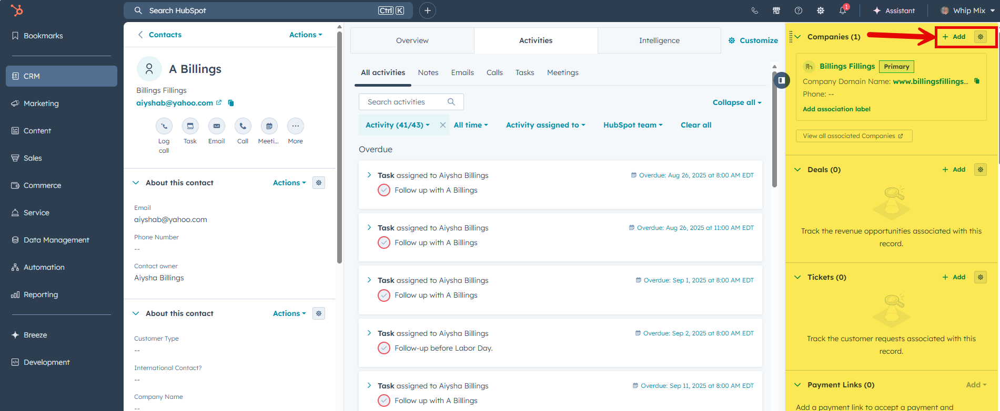 Search HubSpot
Ctrl K
1
Assistant
Whip Mix
Bookmarks
CRM
Marketing
Content
Sales
Commerce
Service
Data Management
Automation
Reporting
Breeze
Development
Contacts
Actions
A Billings
Billings Fillings
aiyshab@yahoo.com
Log call
Task
Email
Call
Meeti...
More
About this contact
Actions
Email
aiyshab@yahoo.com
Phone Number
--
Contact owner
Aiysha Billings
About this contact
Actions
Customer Type
--
International Contact?
--
Company Name
--
Overview
Activities
Intelligence
Customize
All activities
Notes
Emails
Calls
Tasks
Meetings
Search activities
Collapse all
Activity (41/43)
All time
Activity assigned to
HubSpot team
Clear all
Overdue
Task assigned to Aiysha Billings
Overdue: Aug 26, 2025 at 8:00 AM EDT
Follow up with A Billings
Task assigned to Aiysha Billings
Overdue: Aug 26, 2025 at 11:00 AM EDT
Follow up with A Billings
Task assigned to Aiysha Billings
Overdue: Sep 1, 2025 at 8:00 AM EDT
Follow up with A Billings
Task assigned to Aiysha Billings
Overdue: Sep 2, 2025 at 8:00 AM EDT
Follow-up before Labor Day.
Task assigned to Aiysha Billings
Overdue: Sep 11, 2025 at 8:00 AM EDT
Follow up with A Billings
Companies (1)
+ Add
Billings Fillings
Primary
Company Domain Name: www.billingsfillings...
Phone: --
Add association label
View all associated Companies
Deals (0)
+ Add
Track the revenue opportunities associated with this
record.
Tickets (0)
+ Add
Track the customer requests associated with this
record.
Payment Links (0)
Add
Add a payment link to accept a payment and